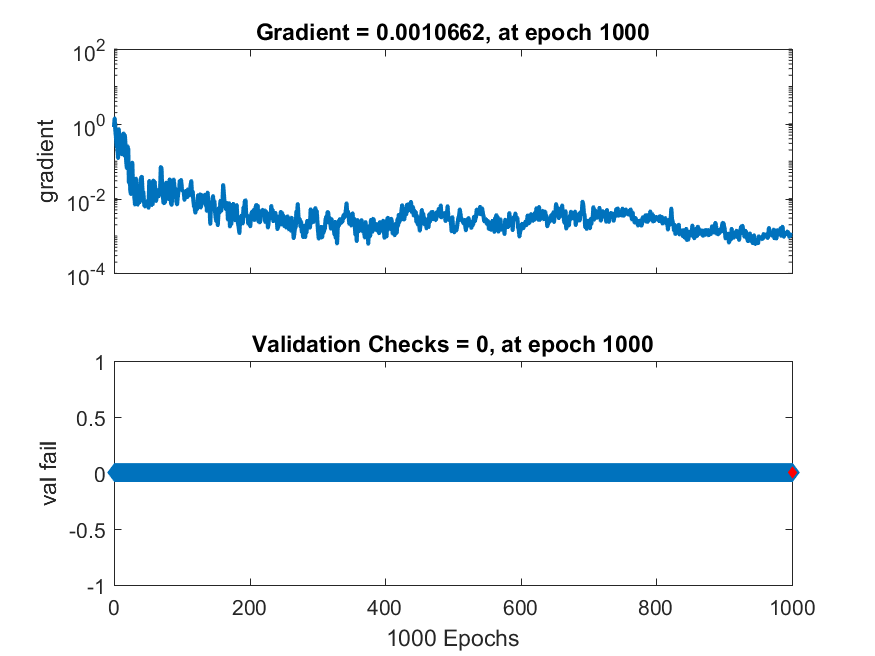 Gradient = 0.0010662, at epoch 1000
10^2
10^0
10^-2
10^-4
gradient
Validation Checks = 0, at epoch 1000
1
0.5
0
-0.5
-1
val fail
0 200 400 600 800 1000
1000 Epochs